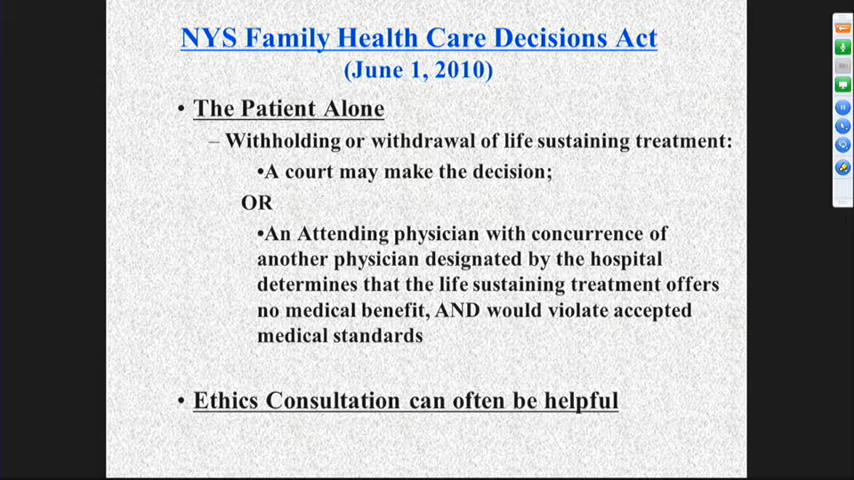 NYS Family Health Care Decisions Act
(June 1, 2010)
• The Patient Alone
– Withholding or withdrawal of life sustaining treatment:
•A court may make the decision;
OR
•An Attending physician with concurrence of
another physician designated by the hospital
determines that the life sustaining treatment offers
no medical benefit, AND would violate accepted
medical standards
• Ethics Consultation can often be helpful